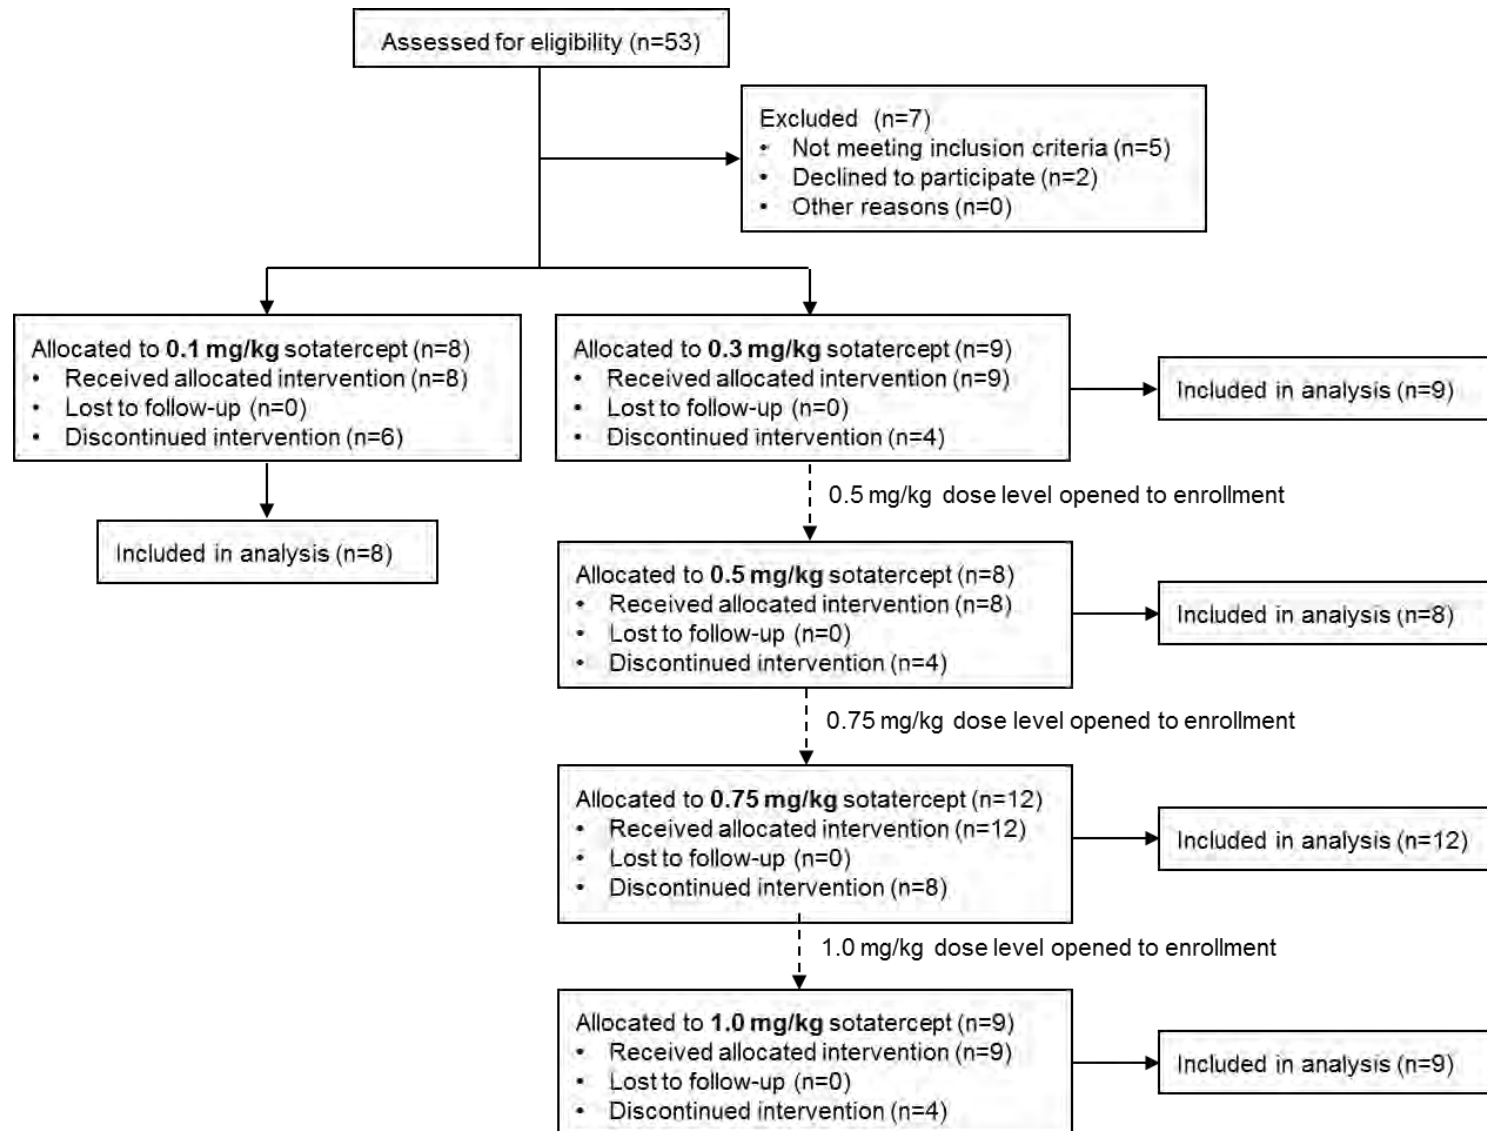 Assessed for eligibility (n=53)
Excluded (n=7)
• Not meeting inclusion criteria (n=5)
• Declined to participate (n=2)
• Other reasons (n=0)
Allocated to 0.1 mg/kg sotatercept (n=8)
• Received allocated intervention (n=8)
• Lost to follow-up (n=0)
• Discontinued intervention (n=6)
Included in analysis (n=8)
Allocated to 0.3 mg/kg sotatercept (n=9)
• Received allocated intervention (n=9)
• Lost to follow-up (n=0)
• Discontinued intervention (n=4)
Included in analysis (n=9)
0.5 mg/kg dose level opened to enrollment
Allocated to 0.5 mg/kg sotatercept (n=8)
• Received allocated intervention (n=8)
• Lost to follow-up (n=0)
• Discontinued intervention (n=4)
Included in analysis (n=8)
0.75 mg/kg dose level opened to enrollment
Allocated to 0.75 mg/kg sotatercept (n=12)
• Received allocated intervention (n=12)
• Lost to follow-up (n=0)
• Discontinued intervention (n=8)
Included in analysis (n=12)
1.0 mg/kg dose level opened to enrollment
Allocated to 1.0 mg/kg sotatercept (n=9)
• Received allocated intervention (n=9)
• Lost to follow-up (n=0)
• Discontinued intervention (n=4)
Included in analysis (n=9)